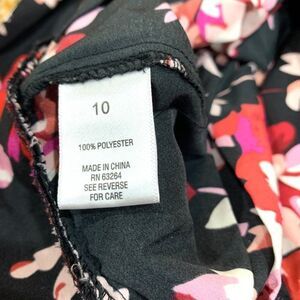 10
100% POLYESTER
MADE IN CHINA
RN 63264
SEE REVERSE
FOR CARE